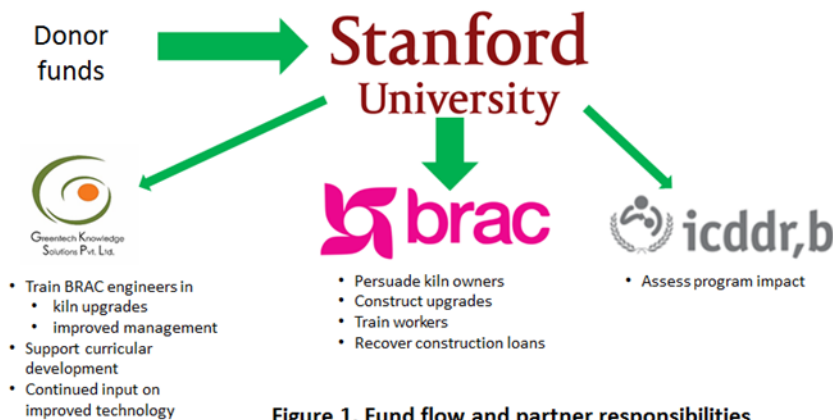 Donor
funds
Stanford
University
Greentech Knowledge
Solutions Pvt. Ltd.
• Train BRAC engineers in
• kiln upgrades
• improved management
• Support curricular
development
• Continued input on
improved technology
brac
• Persuade kiln owners
• Construct upgrades
• Train workers
• Recover construction loans
icddr,b
• Assess program impact
Figure 1. Fund flow and partner responsibilities